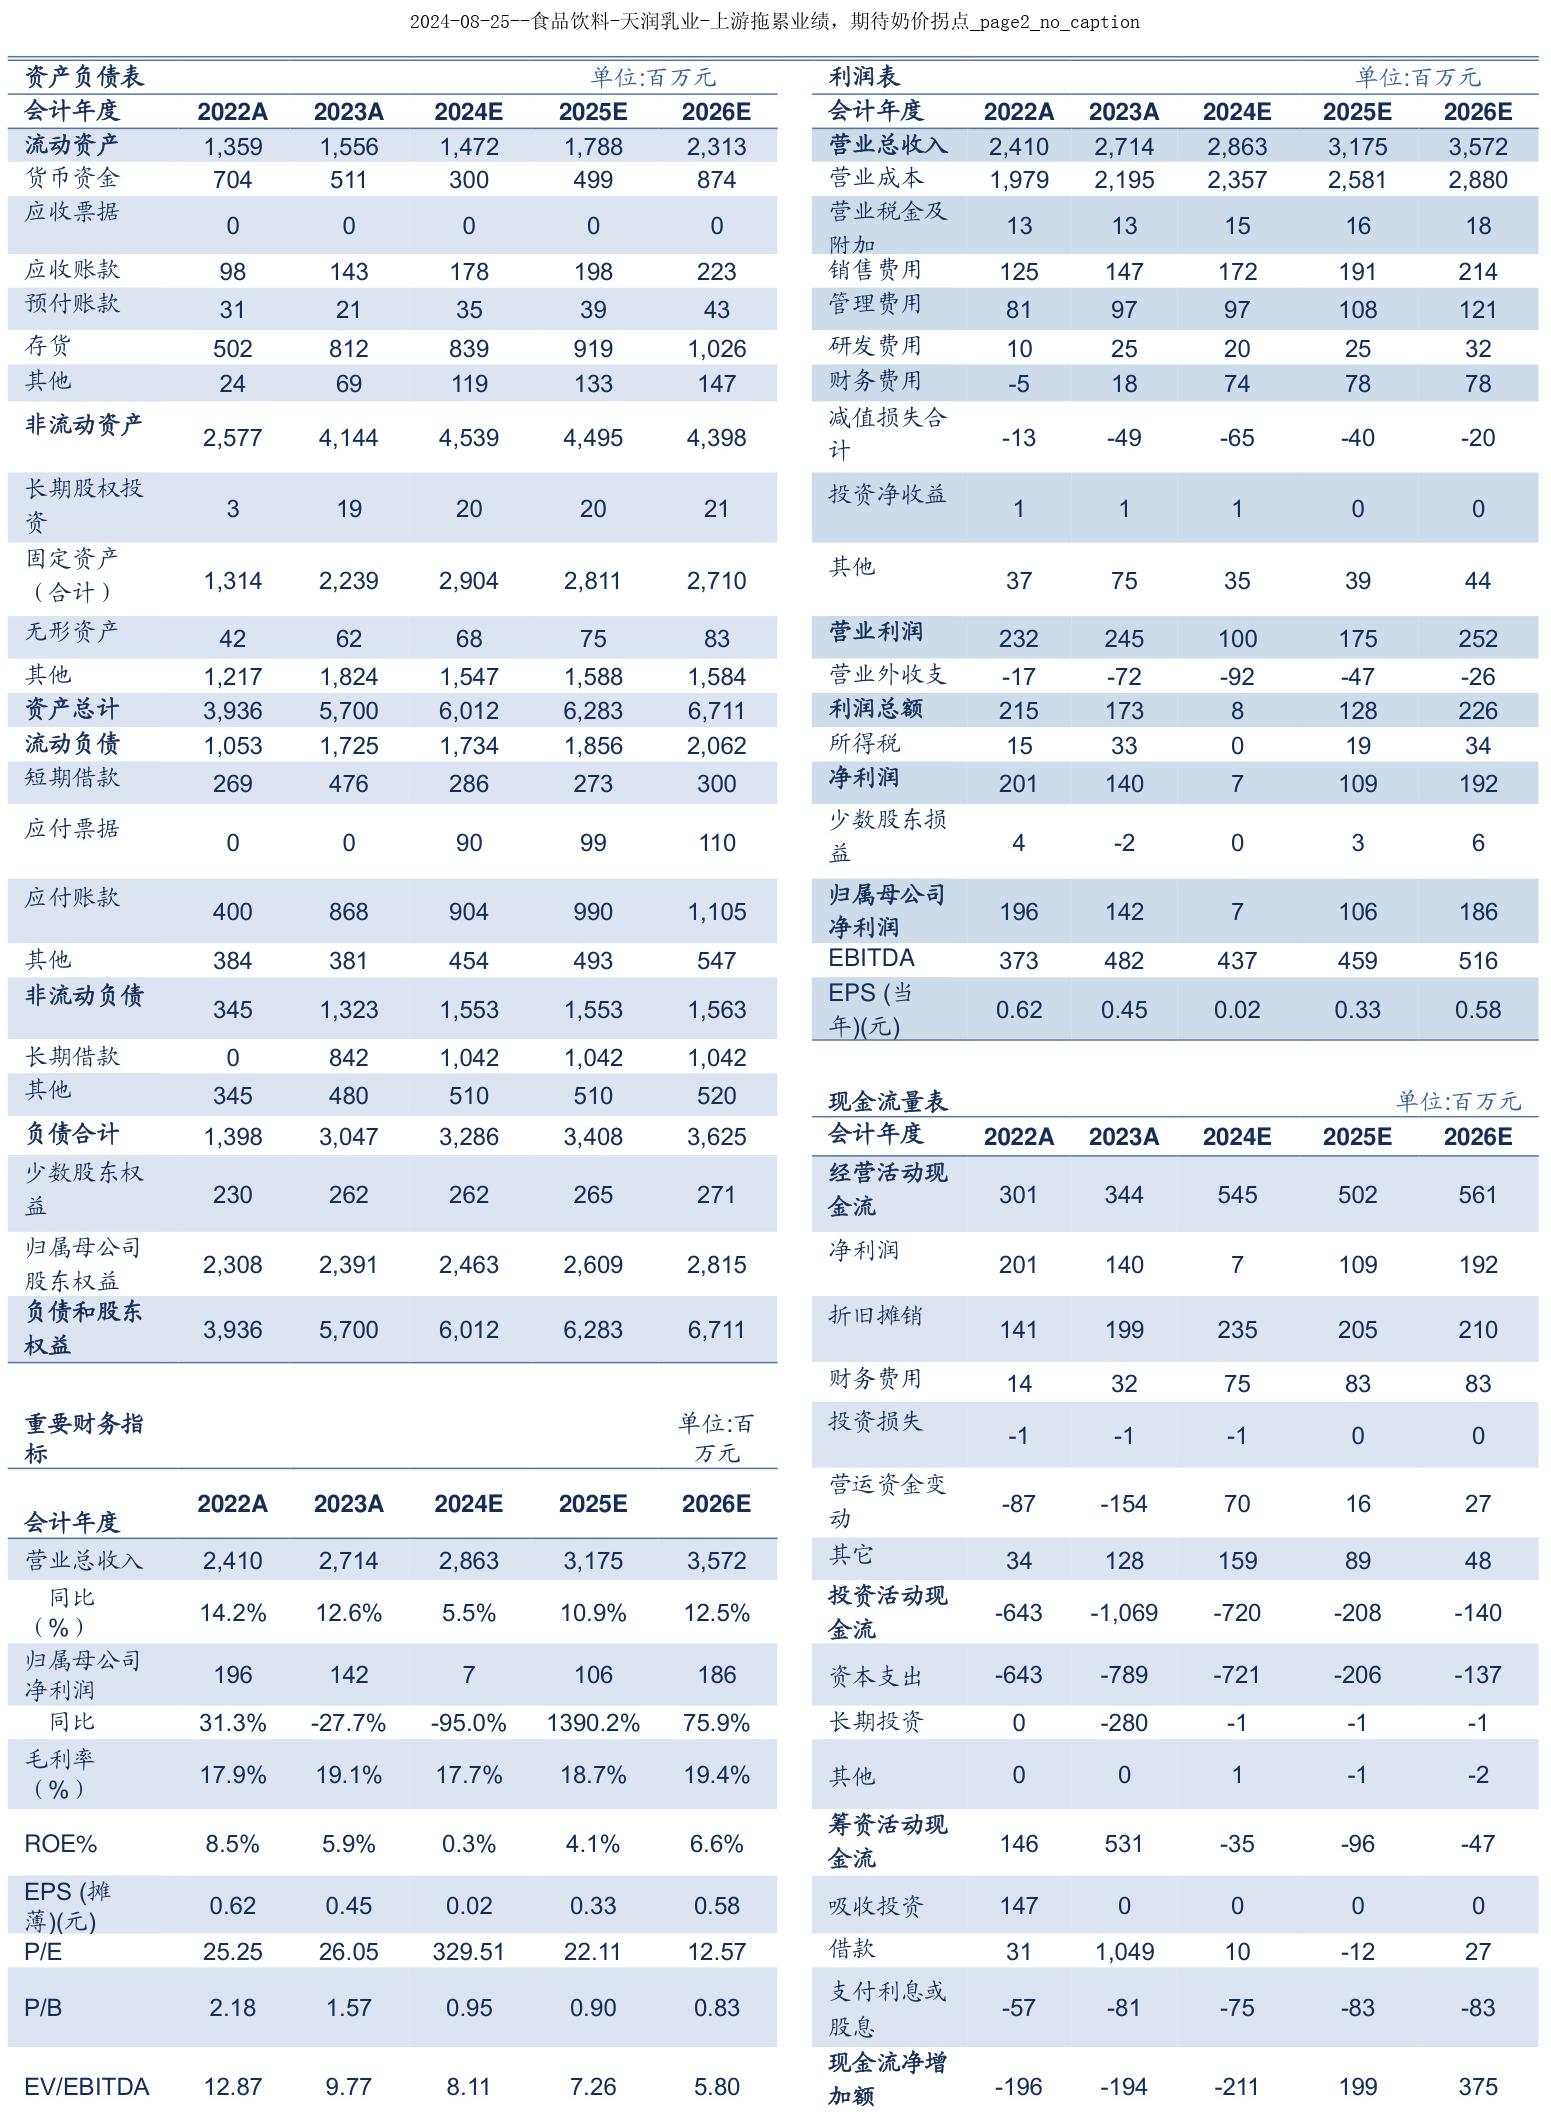 2024-08-25--食品饮料-天润乳业-上游拖累业绩，期待奶价拐点_page2_no_caption
资产负债表 单位:百万元
会计年度 2022A 2023A 2024E 2025E 2026E
流动资产 1,359 1,556 1,472 1,788 2,313
货币资金 704 511 300 499 874
应收票据 0 0 0 0 0
应收账款 98 143 178 198 223
预付账款 31 21 35 39 43
存货 502 812 839 919 1,026
其他 24 69 119 133 147
非流动资产 2,577 4,144 4,539 4,495 4,398
长期股权投
资 3 19 20 20 21
固定资产
（合计） 1,314 2,239 2,904 2,811 2,710
无形资产 42 62 68 75 83
其他 1,217 1,824 1,547 1,588 1,584
资产总计 3,936 5,700 6,012 6,283 6,711
流动负债 1,053 1,725 1,734 1,856 2,062
短期借款 269 476 286 273 300
应付票据 0 0 90 99 110
应付账款 400 868 904 990 1,105
其他 384 381 454 493 547
非流动负债 345 1,323 1,553 1,553 1,563
长期借款 0 842 1,042 1,042 1,042
其他 345 480 510 510 520
负债合计 1,398 3,047 3,286 3,408 3,625
少数股东权
益 230 262 262 265 271
归属母公司
股东权益 2,308 2,391 2,463 2,609 2,815
负债和股东
权益 3,936 5,700 6,012 6,283 6,711
重要财务指
标 单位:百
万元
会计年度 2022A 2023A 2024E 2025E 2026E
营业总收入 2,410 2,714 2,863 3,175 3,572
同比
（%） 14.2% 12.6% 5.5% 10.9% 12.5%
归属母公司
净利润 196 142 7 106 186
同比 31.3% -27.7% -95.0% 1390.2% 75.9%
毛利率
（%） 17.9% 19.1% 17.7% 18.7% 19.4%
ROE% 8.5% 5.9% 0.3% 4.1% 6.6%
EPS (摊
薄)(元) 0.62 0.45 0.02 0.33 0.58
P/E 25.25 26.05 329.51 22.11 12.57
P/B 2.18 1.57 0.95 0.90 0.83
EV/EBITDA 12.87 9.77 8.11 7.26 5.80
利润表 单位:百万元
会计年度 2022A 2023A 2024E 2025E 2026E
营业总收入 2,410 2,714 2,863 3,175 3,572
营业成本 1,979 2,195 2,357 2,581 2,880
营业税金及
附加 13 13 15 16 18
销售费用 125 147 172 191 214
管理费用 81 97 97 108 121
研发费用 10 25 20 25 32
财务费用 -5 18 74 78 78
减值损失合
计 -13 -49 -65 -40 -20
投资净收益 1 1 1 0 0
其他 37 75 35 39 44
营业利润 232 245 100 175 252
营业外收支 -17 -72 -92 -47 -26
利润总额 215 173 8 128 226
所得税 15 33 0 19 34
净利润 201 140 7 109 192
少数股东损
益 4 -2 0 3 6
归属母公司
净利润 196 142 7 106 186
EBITDA 373 482 437 459 516
EPS (当
年)(元) 0.62 0.45 0.02 0.33 0.58
现金流量表 单位:百万元
会计年度 2022A 2023A 2024E 2025E 2026E
经营活动现
金流 301 344 545 502 561
净利润 201 140 7 109 192
折旧摊销 141 199 235 205 210
财务费用 14 32 75 83 83
投资损失 -1 -1 -1 0 0
营运资金变
动 -87 -154 70 16 27
其它 34 128 159 89 48
投资活动现
金流 -643 -1,069 -720 -208 -140
资本支出 -643 -789 -721 -206 -137
长期投资 0 -280 -1 -1 -1
其他 0 0 1 -1 -2
筹资活动现
金流 146 531 -35 -96 -47
吸收投资 147 0 0 0 0
借款 31 1,049 10 -12 27
支付利息或
股息 -57 -81 -75 -83 -83
现金流净增
加额 -196 -194 -211 199 375